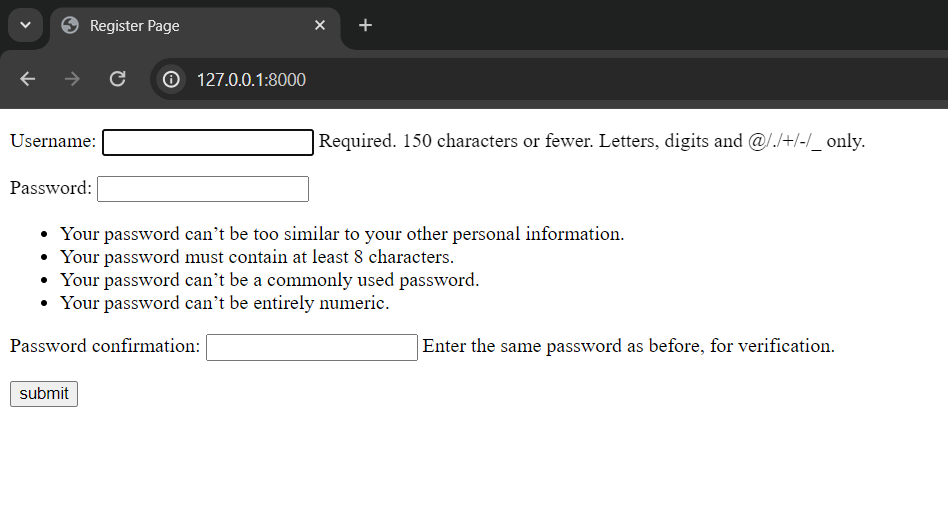 Register Page
127.0.0.1:8000
Username: Required. 150 characters or fewer. Letters, digits and @/./+/-/_ only.
Password:
Your password can’t be too similar to your other personal information.
Your password must contain at least 8 characters.
Your password can’t be a commonly used password.
Your password can’t be entirely numeric.
Password confirmation: Enter the same password as before, for verification.
submit